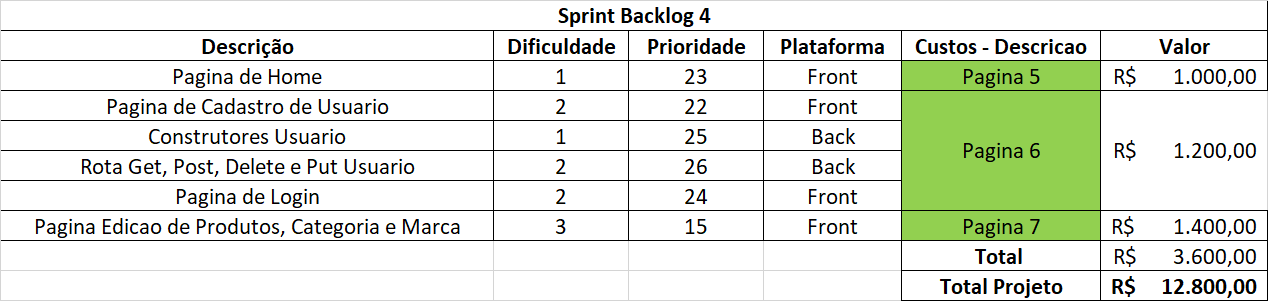 Sprint Backlog 4
Descrição Dificuldade Prioridade Plataforma Custos - Descricao Valor
Pagina de Home 1 23 Front Pagina 5 R$ 1.000,00
Pagina de Cadastro de Usuario 2 22 Front
Construtores Usuario 1 25 Back
Pagina 6 R$ 1.200,00
Rota Get, Post, Delete e Put Usuario 2 26 Back
Pagina de Login 2 24 Front
Pagina Edicao de Produtos, Categoria e Marca 3 15 Front Pagina 7 R$ 1.400,00
Total R$ 3.600,00
Total Projeto R$ 12.800,00